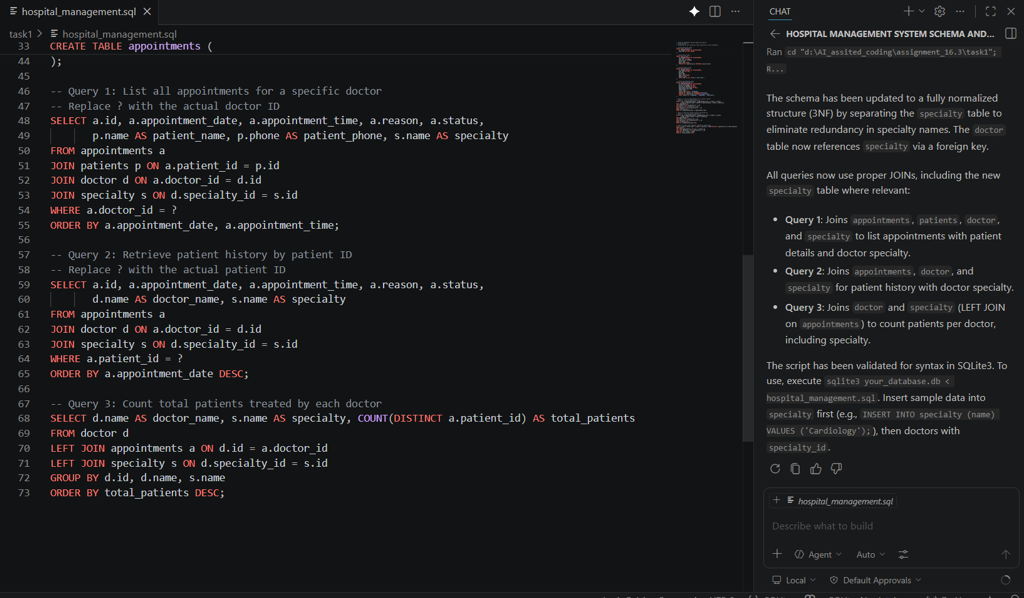 hospital_management.sql
task1 > hospital_management.sql
33 CREATE TABLE appointments (
44 );
45
46 -- Query 1: List all appointments for a specific doctor
47 -- Replace ? with the actual doctor ID
48 SELECT a.id, a.appointment_date, a.appointment_time, a.reason, a.status,
49 p.name AS patient_name, p.phone AS patient_phone, s.name AS specialty
50 FROM appointments a
51 JOIN patients p ON a.patient_id = p.id
52 JOIN doctor d ON a.doctor_id = d.id
53 JOIN specialty s ON d.specialty_id = s.id
54 WHERE a.doctor_id = ?
55 ORDER BY a.appointment_date, a.appointment_time;
56
57 -- Query 2: Retrieve patient history by patient ID
58 -- Replace ? with the actual patient ID
59 SELECT a.id, a.appointment_date, a.appointment_time, a.reason, a.status,
60 d.name AS doctor_name, s.name AS specialty
61 FROM appointments a
62 JOIN doctor d ON a.doctor_id = d.id
63 JOIN specialty s ON d.specialty_id = s.id
64 WHERE a.patient_id = ?
65 ORDER BY a.appointment_date DESC;
66
67 -- Query 3: Count total patients treated by each doctor
68 SELECT d.name AS doctor_name, s.name AS specialty, COUNT(DISTINCT a.patient_id) AS total_patients
69 FROM doctor d
70 LEFT JOIN appointments a ON d.id = a.doctor_id
71 LEFT JOIN specialty s ON d.specialty_id = s.id
72 GROUP BY d.id, d.name, s.name
73 ORDER BY total_patients DESC;
CHAT
HOSPITAL MANAGEMENT SYSTEM SCHEMA AND...
Ran cd "d:\AI_assited_coding\assignment_16.3\task1";
R...
The schema has been updated to a fully normalized
structure (3NF) by separating the specialty table to
eliminate redundancy in specialty names. The doctor
table now references specialty via a foreign key.
All queries now use proper JOINs, including the new
specialty table where relevant:
• Query 1: Joins appointments, patients, doctor,
and specialty to list appointments with patient
details and doctor specialty.
• Query 2: Joins appointments, doctor, and
specialty for patient history with doctor specialty.
• Query 3: Joins doctor and specialty (LEFT JOIN
on appointments) to count patients per doctor,
including specialty.
The script has been validated for syntax in SQLite3. To
use, execute sqlite3 your_database.db <
hospital_management.sql. Insert sample data into
specialty first (e.g., INSERT INTO specialty (name)
VALUES ('Cardiology');), then doctors with
specialty_id.
hospital_management.sql
Describe what to build
Agent Auto
Local Default Approvals